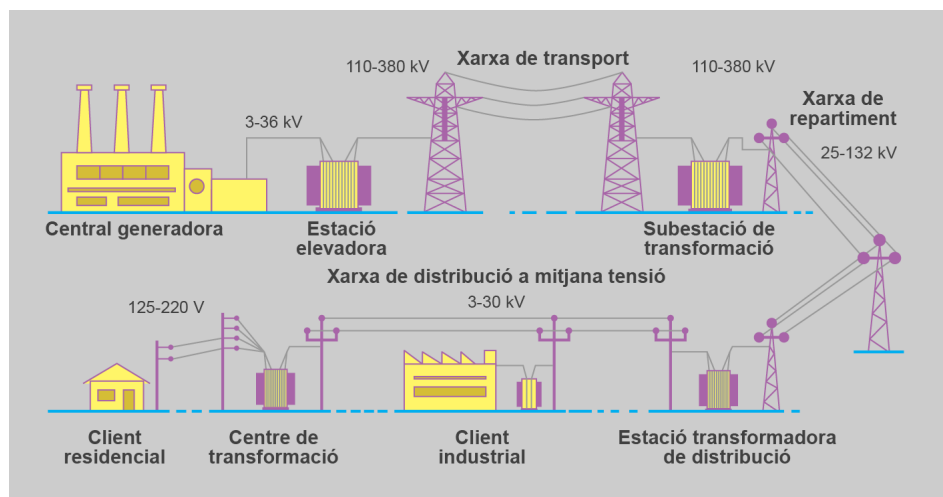 Xarxa de transport
110-380 kV
110-380 kV
Xarxa de
repartiment
3-36 kV
25-132 kV
Central generadora
Estació
elevadora
Subestació de
transformació
Xarxa de distribució a mitjana tensió
3-30 kV
125-220 V
Client
residencial
Centre de
transformació
Client
industrial
Estació transformadora
de distribució